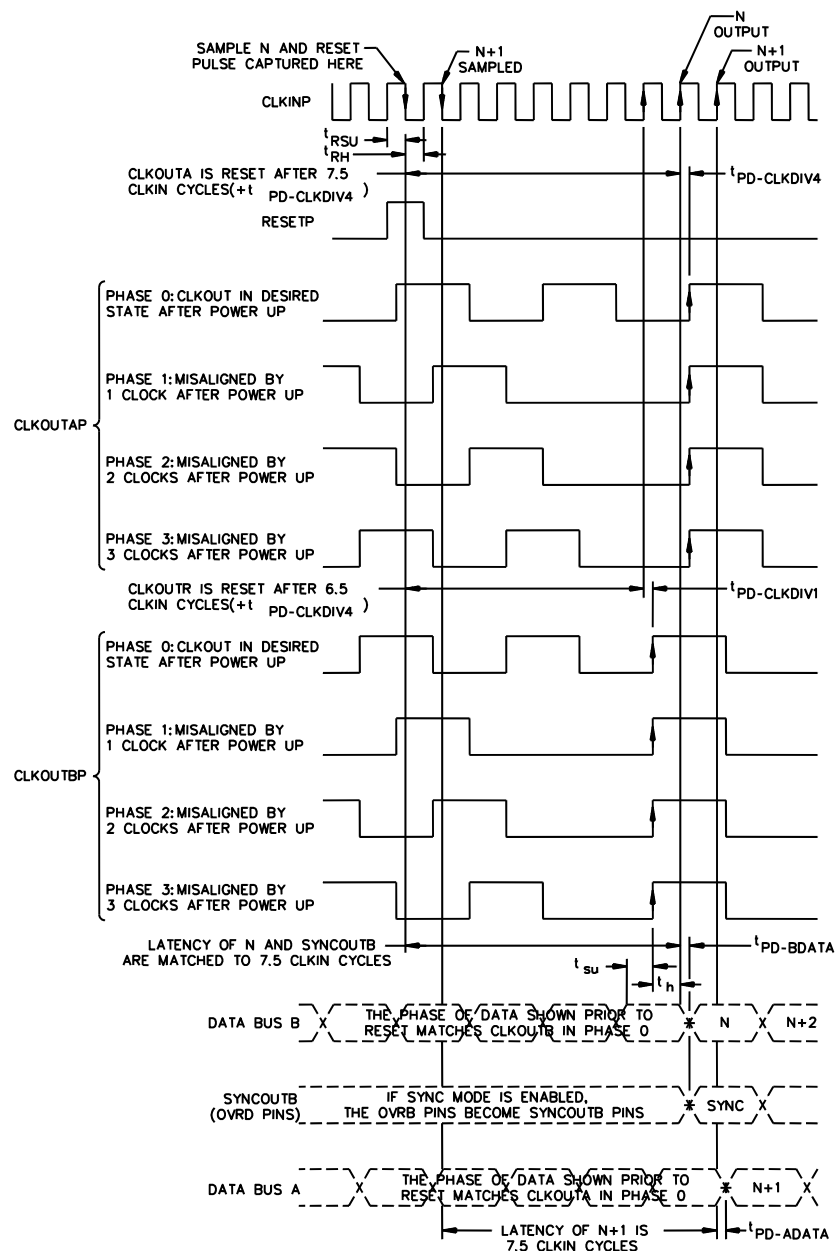 N
OUTPUT
SAMPLE N AND RESET
PULSE CAPTURED HERE
N+1
SAMPLED
N+1
OUTPUT
CLKINP
tRSU
tRH
CLKOUTA IS RESET AFTER 7.5
CLKIN CYCLES(+t PD-CLKDIV4 )
tPD-CLKDIV4
RESETP
PHASE 0:CLKOUT IN DESIRED
STATE AFTER POWER UP
PHASE 1:MISALIGNED BY
1 CLOCK AFTER POWER UP
CLKOUTAP
PHASE 2:MISALIGNED BY
2 CLOCKS AFTER POWER UP
PHASE 3:MISALIGNED BY
3 CLOCKS AFTER POWER UP
CLKOUTR IS RESET AFTER 6.5
CLKIN CYCLES(+t PD-CLKDIV4 )
tPD-CLKDIV1
PHASE 0:CLKOUT IN DESIRED
STATE AFTER POWER UP
PHASE 1:MISALIGNED BY
1 CLOCK AFTER POWER UP
CLKOUTBP
PHASE 2:MISALIGNED BY
2 CLOCKS AFTER POWER UP
PHASE 3:MISALIGNED BY
3 CLOCKS AFTER POWER UP
LATENCY OF N AND SYNCOUTB
ARE MATCHED TO 7.5 CLKIN CYCLES
tPD-BDATA
tsu
th
DATA BUS B
THE PHASE OF DATA SHOWN PRIOR TO
RESET MATCHES CLKOUTB IN PHASE 0
N
N+2
SYNCOUTB
(OVRD PINS)
IF SYNC MODE IS ENABLED,
THE OVRB PINS BECOME SYNCOUTB PINS
SYNC
DATA BUS A
THE PHASE OF DATA SHOWN PRIOR TO
RESET MATCHES CLKOUTA IN PHASE 0
N+1
LATENCY OF N+1 IS
7.5 CLKIN CYCLES
tPD-ADATA